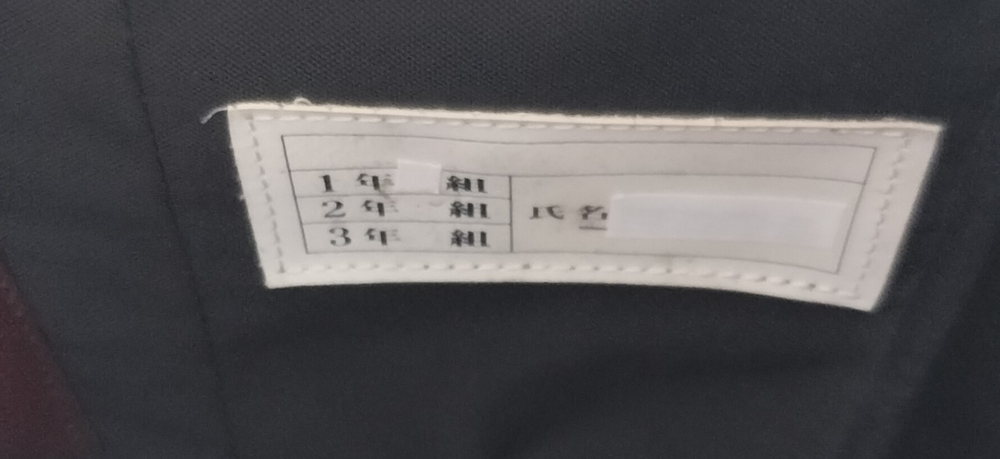 1年 組
2年 組 氏名
3年 組